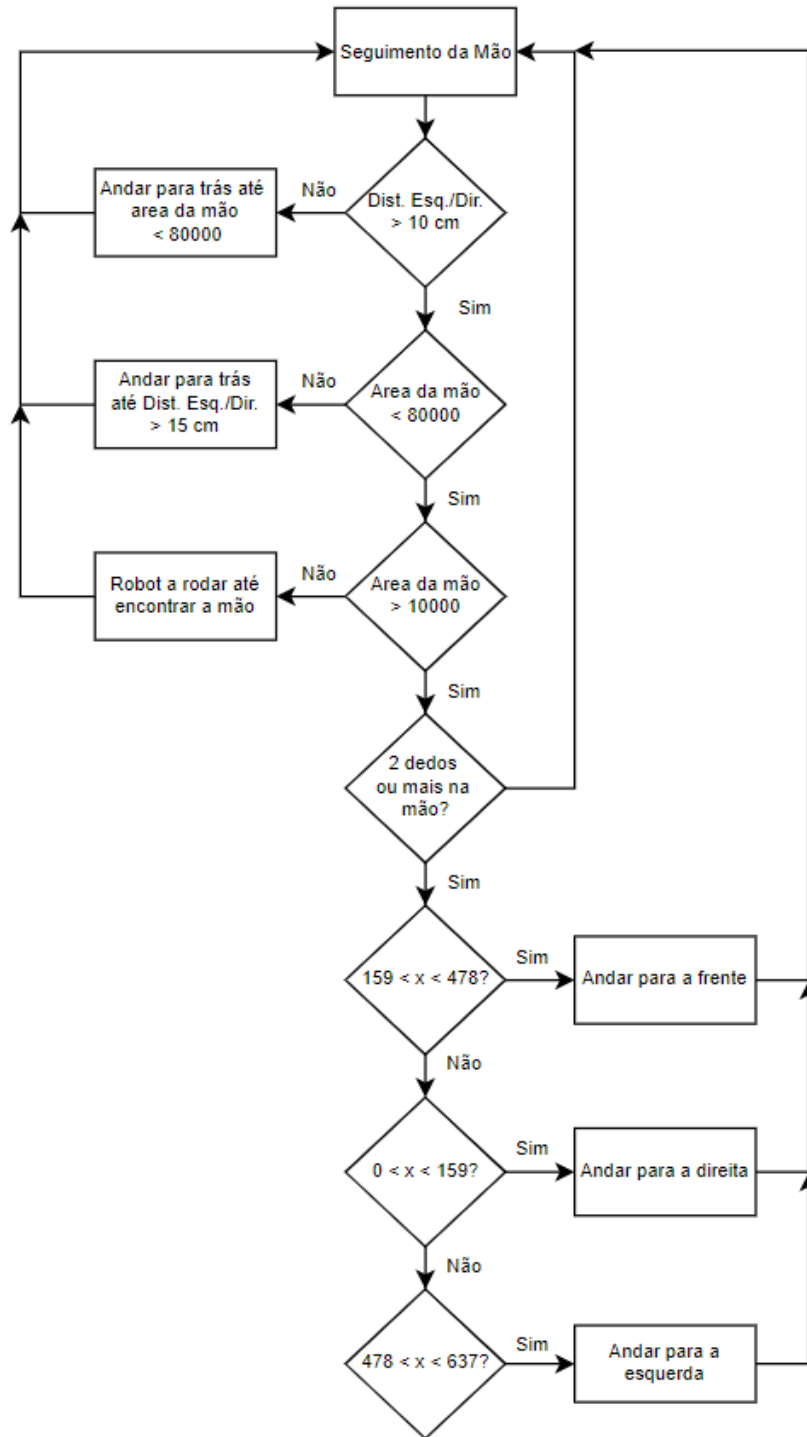 Seguimento da Mão
Dist. Esq./Dir.
> 10 cm
Não
Andar para trás até
area da mão
< 80000
Sim
Area da mão
< 80000
Não
Andar para trás
até Dist. Esq./Dir.
> 15 cm
Sim
Area da mão
> 10000
Não
Robot a rodar até
encontrar a mão
Sim
2 dedos
ou mais na
mão?
Sim
159 < x < 478?
Sim
Andar para a frente
Não
0 < x < 159?
Sim
Andar para a direita
Não
478 < x < 637?
Sim
Andar para a
esquerda